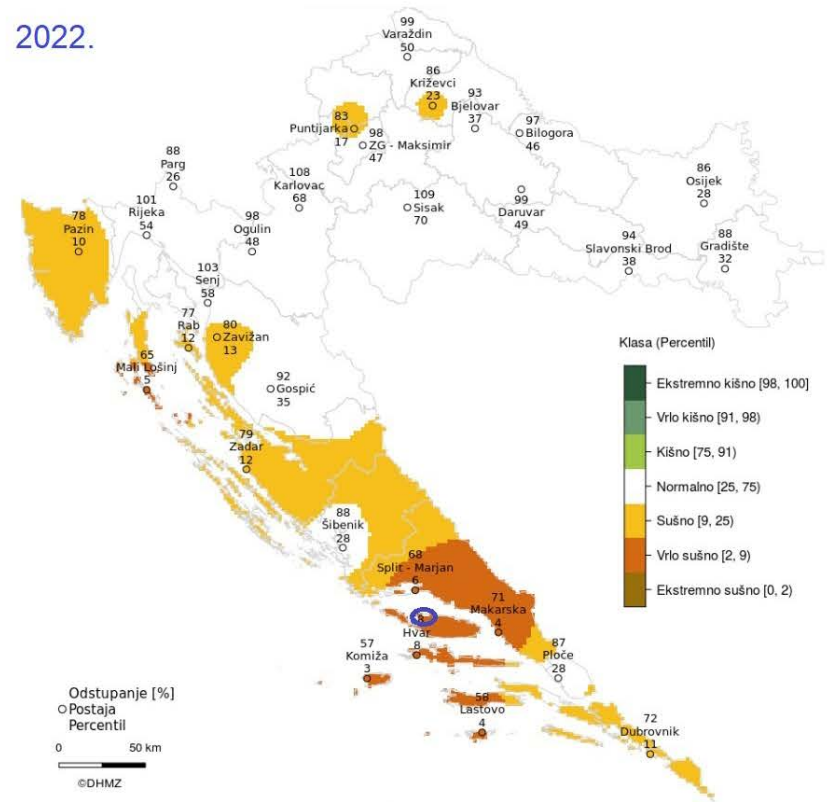 2022.
99
Varaždin
50
86
Križevci
23
93
Bjelovar
37
83
Puntijarka
17
98
ZG - Maksimir
47
97
Bilogora
46
88
Parg
26
108
Karlovac
68
86
Osijek
28
101
Rijeka
54
98
Ogulin
48
109
Sisak
70
99
Daruvar
49
78
Pazin
10
94
Slavonski Brod
38
88
Gradište
32
103
Senj
58
77
Rab
12
80
Zavižan
13
65
Mali Lošinj
5
92
Gospić
35
79
Zadar
12
88
Šibenik
28
68
Split - Marjan
6
71
Makarska
4
Hvar
8
87
Ploče
28
57
Komiža
3
58
Lastovo
4
72
Dubrovnik
11
Klasa (Percentil)
Ekstremno kišno [98, 100]
Vrlo kišno [91, 98)
Kišno [75, 91)
Normalno [25, 75)
Sušno [9, 25)
Vrlo sušno [2, 9)
Ekstremno sušno [0, 2)
Odstupanje [%]
Postaja
Percentil
0 50 km
©DHMZ